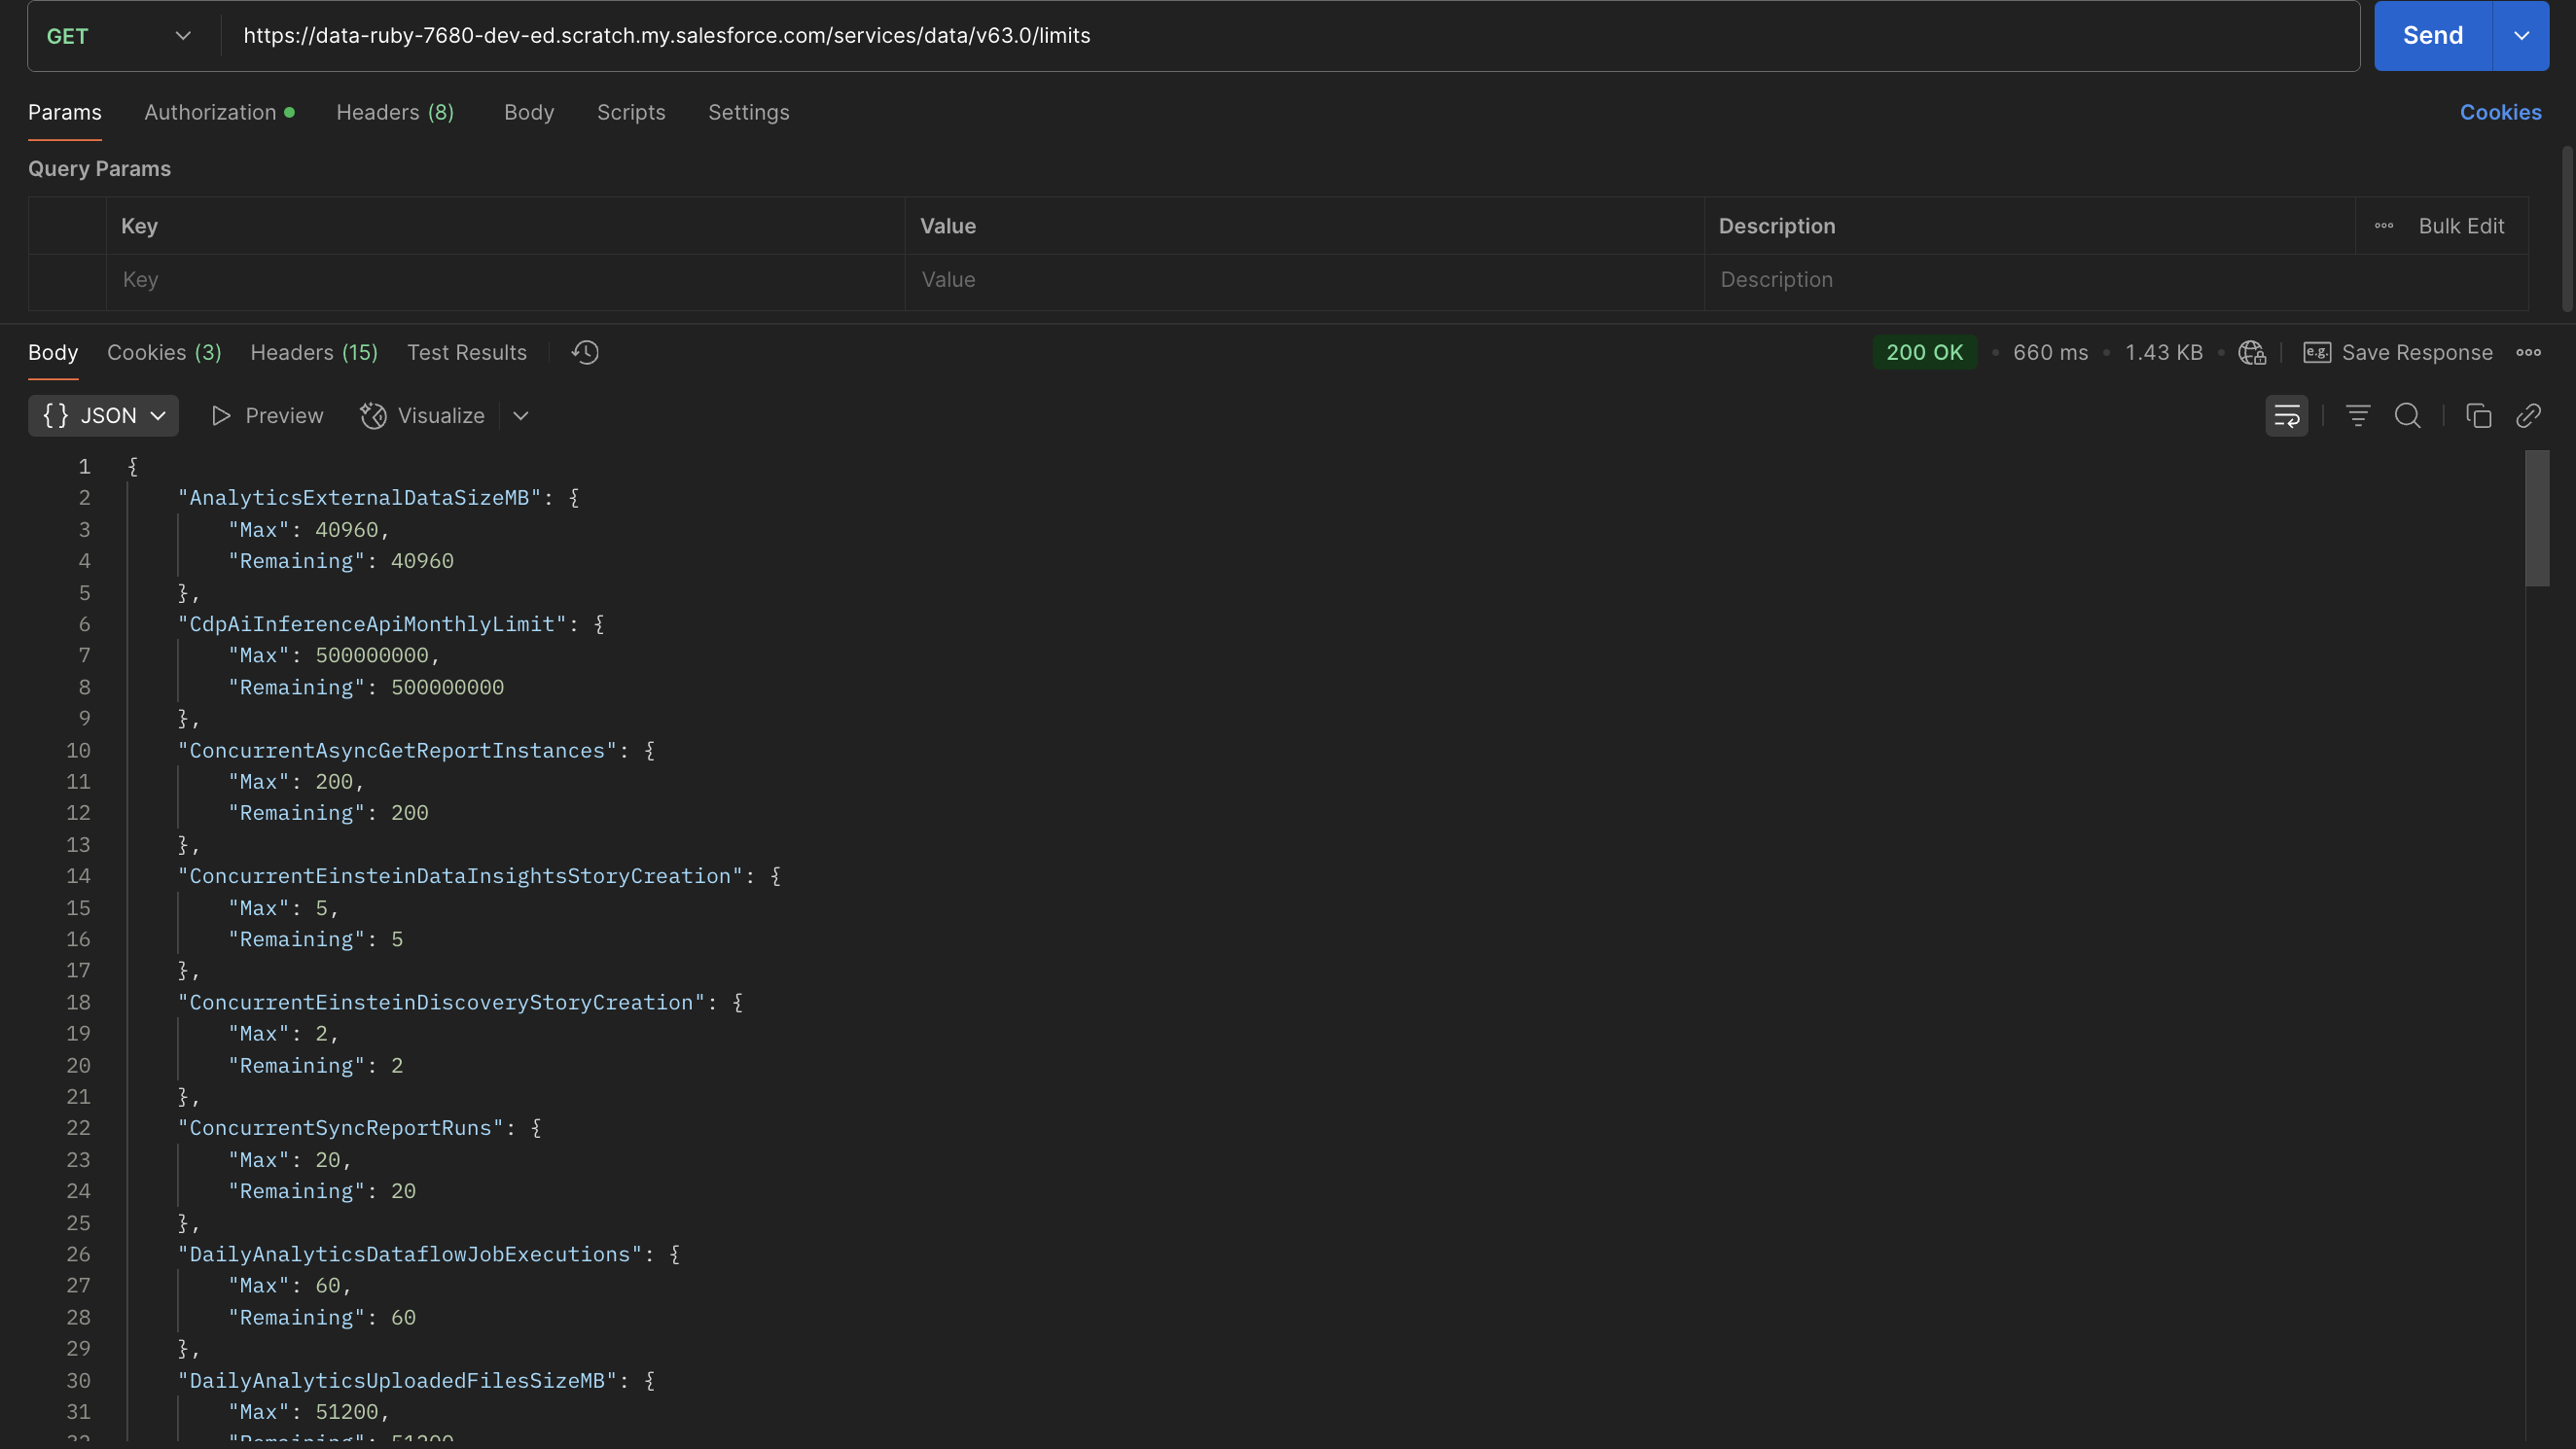 GET https://data-ruby-7680-dev-ed.scratch.my.salesforce.com/services/data/v63.0/limits Send
Params Authorization Headers (8) Body Scripts Settings Cookies
Query Params
Key Value Description Bulk Edit
Key Value Description
Body Cookies (3) Headers (15) Test Results 200 OK 660 ms 1.43 KB e.g. Save Response
{} JSON Preview Visualize
1 {
2 "AnalyticsExternalDataSizeMB": {
3 "Max": 40960,
4 "Remaining": 40960
5 },
6 "CdpAiInferenceApiMonthlyLimit": {
7 "Max": 500000000,
8 "Remaining": 500000000
9 },
10 "ConcurrentAsyncGetReportInstances": {
11 "Max": 200,
12 "Remaining": 200
13 },
14 "ConcurrentEinsteinDataInsightsStoryCreation": {
15 "Max": 5,
16 "Remaining": 5
17 },
18 "ConcurrentEinsteinDiscoveryStoryCreation": {
19 "Max": 2,
20 "Remaining": 2
21 },
22 "ConcurrentSyncReportRuns": {
23 "Max": 20,
24 "Remaining": 20
25 },
26 "DailyAnalyticsDataflowJobExecutions": {
27 "Max": 60,
28 "Remaining": 60
29 },
30 "DailyAnalyticsUploadedFilesSizeMB": {
31 "Max": 51200,
32 "Remaining": 51200